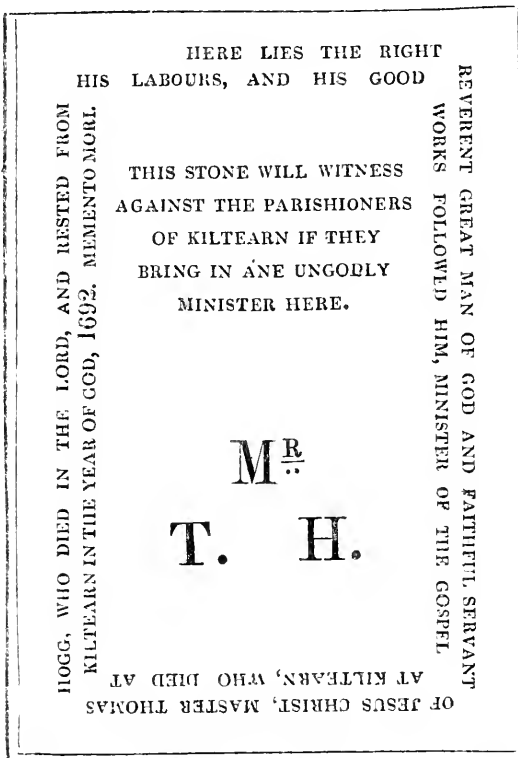 HERE LIES THE RIGHT
REVERENT GREAT MAN OF GOD AND FAITHFUL SERVANT
OF JESUS CHRIST, MASTER THOMAS
HOGG, WHO DIED IN THE LORD, AND RESTED FROM
HIS LABOURS, AND HIS GOOD
WORKS FOLLOWED HIM, MINISTER OF THE GOSPEL
AT KILTEARN, WHO DIED AT
KILTEARN IN THE YEAR OF GOD, 1692. MEMENTO MORI.
THIS STONE WILL WITNESS
AGAINST THE PARISHIONERS
OF KILTEARN IF THEY
BRING IN ANE UNGODLY
MINISTER HERE.
MR
T. H.